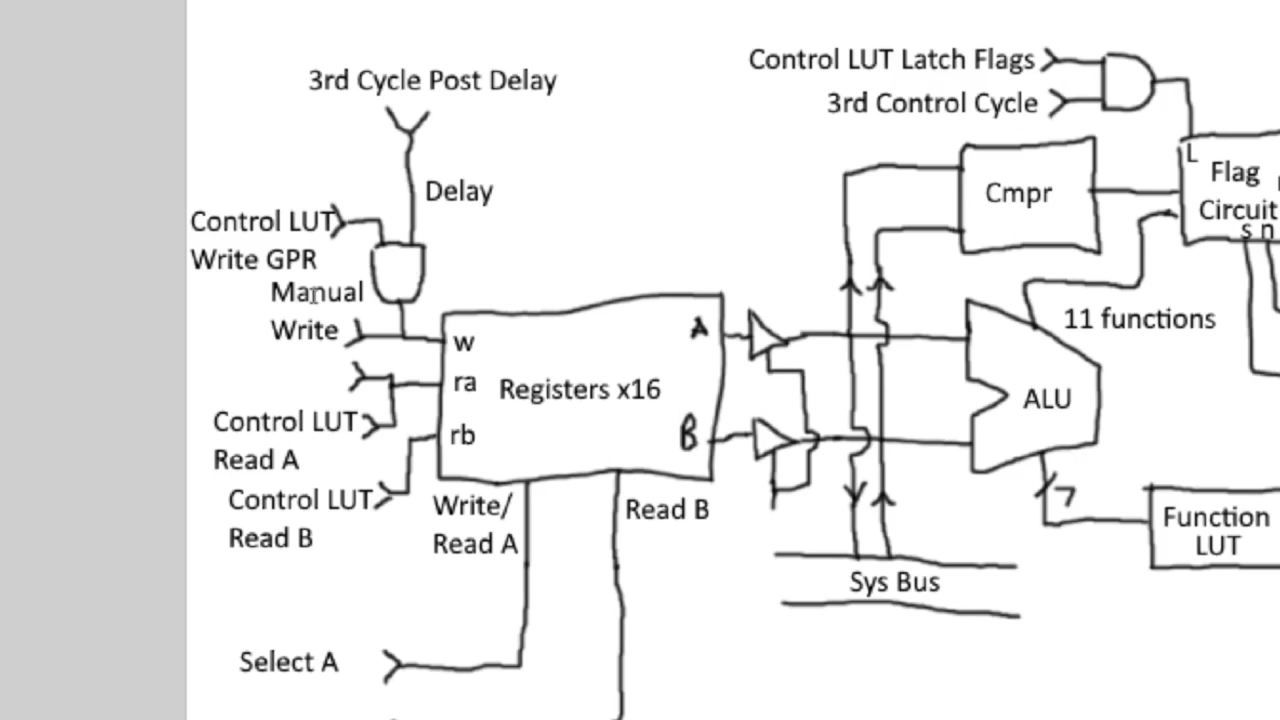 Control LUT Latch Flags
3rd Cycle Post Delay
3rd Control Cycle
L
Flag
Delay
Cmpr
Control LUT
Circuit
Write GPR
s n
Manual
11 functions
Write
w
A
ra
Registers x16
ALU
Control LUT
rb
B
Read A
7
Control LUT
Write/
Read B
Function
Read B
Read A
LUT
Sys Bus
Select A